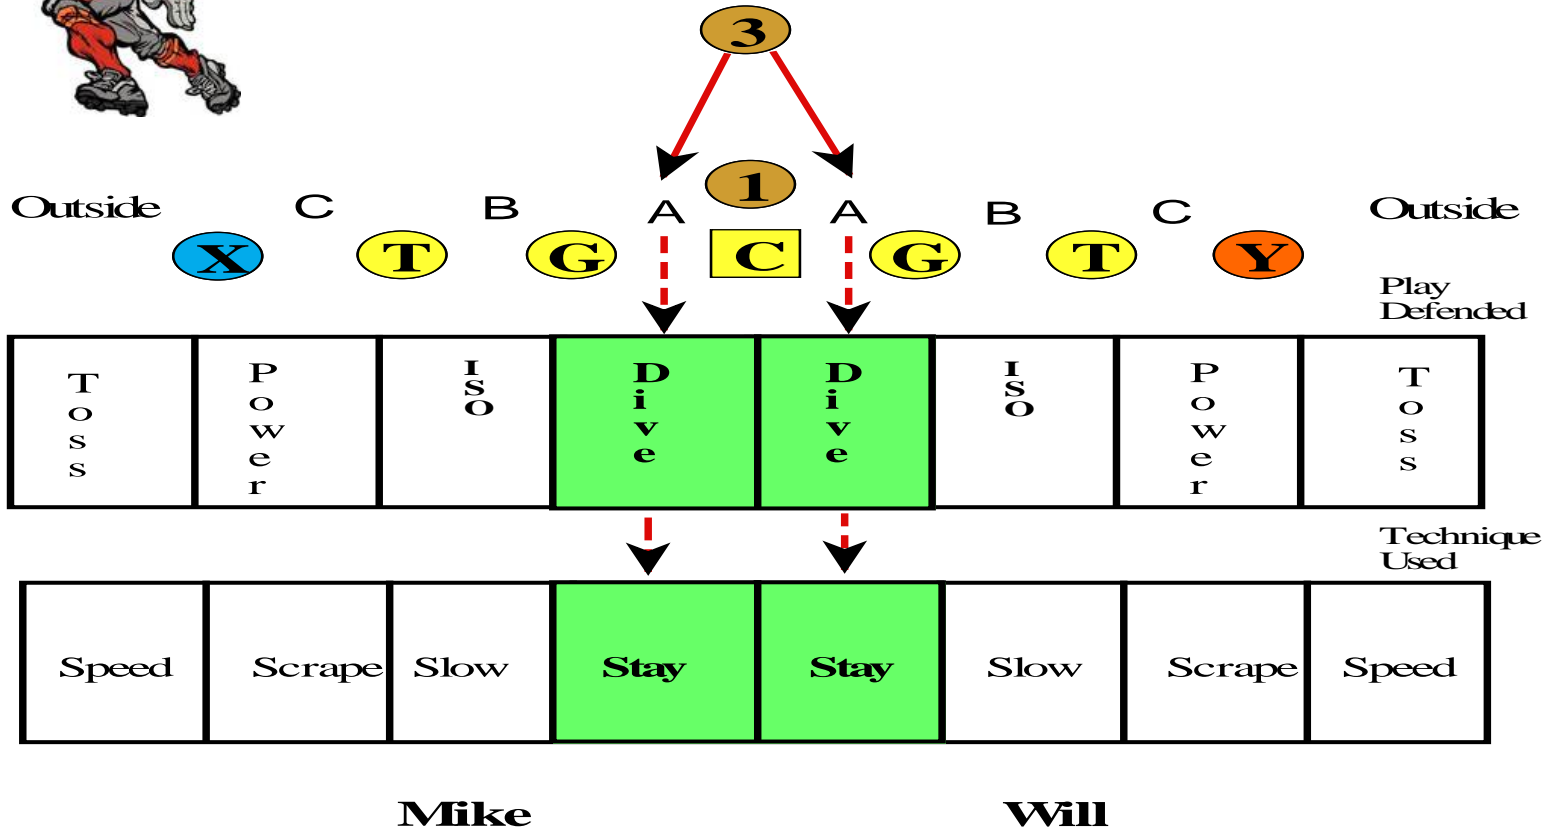 3
1
Outside C B A A B C Outside
X T G C G T Y
Play
Defended
Toss Power Iso Dive Dive Iso Power Toss
Technique
Used
Speed Scrape Slow Stay Stay Slow Scrape Speed
Mike Will